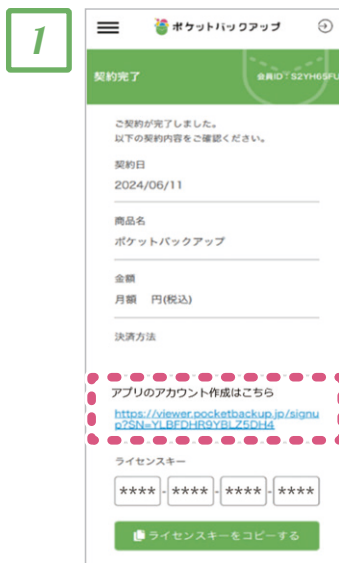 1
ポケットバックアップ
契約完了
会員ID：S2YH65FU
ご契約が完了しました。
以下の契約内容をご確認ください。
契約日
2024/06/11
商品名
ポケットバックアップ
金額
月額 円(税込)
決済方法
アプリのアカウント作成はこちら
https://viewer.pocketbackup.jp/signu
p?SN=YLBFDHR9YBLZ5DH4
ライセンスキー
****-****-****-****
ライセンスキーをコピーする